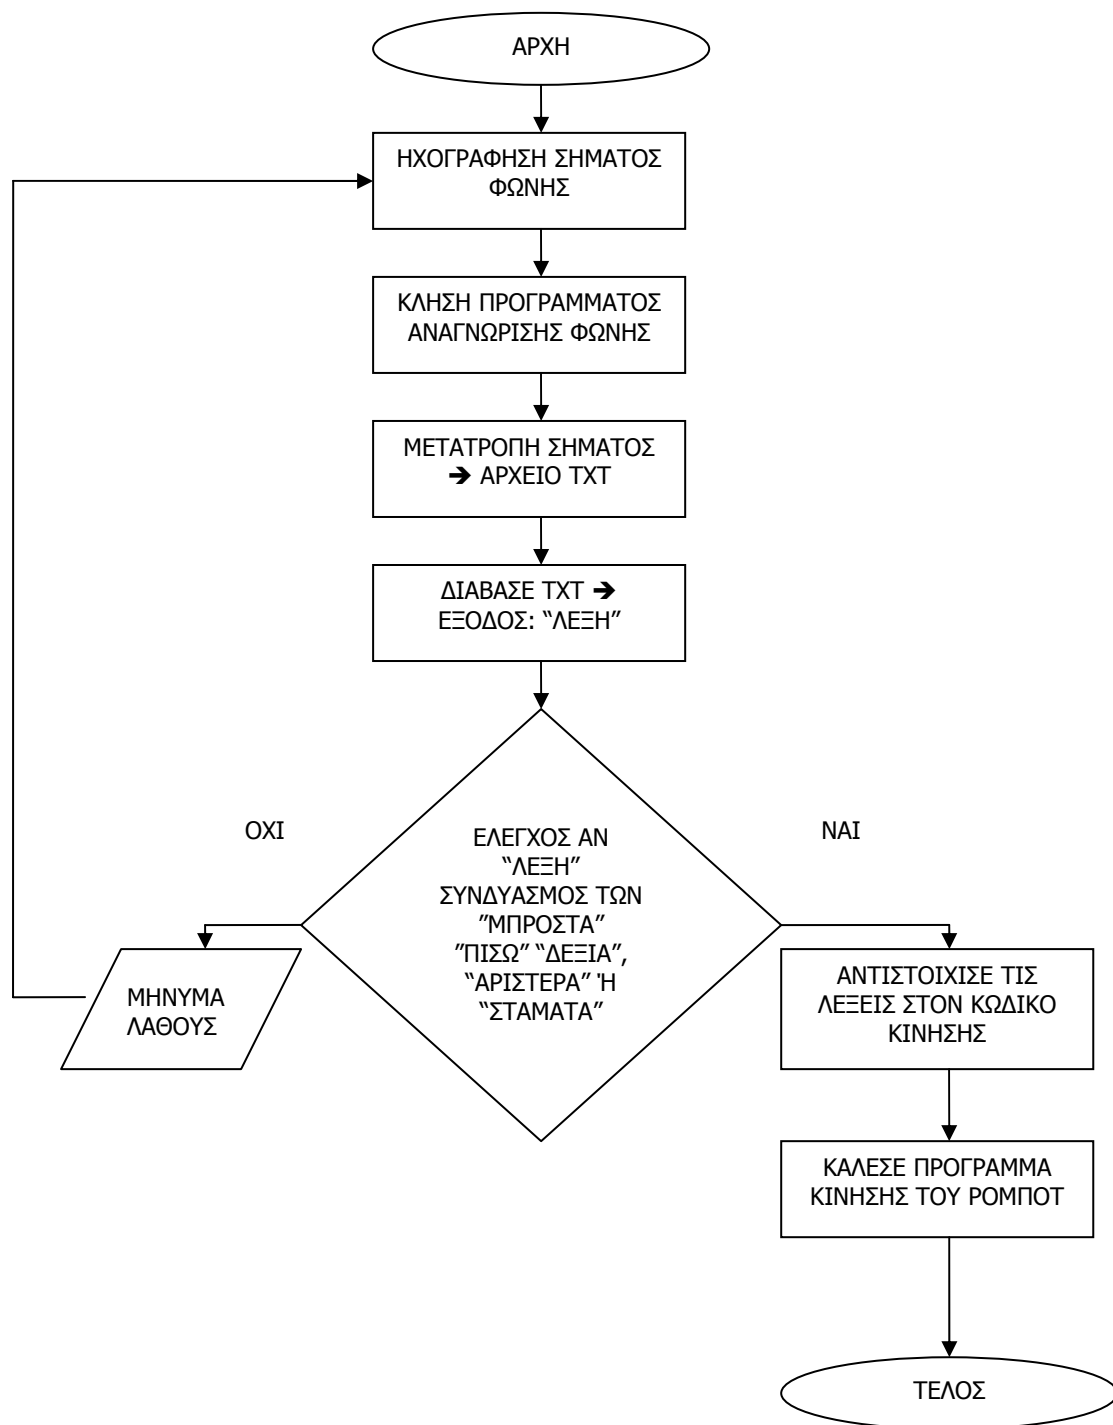 ΑΡΧΗ
ΗΧΟΓΡΑΦΗΣΗ ΣΗΜΑΤΟΣ
ΦΩΝΗΣ
ΚΛΗΣΗ ΠΡΟΓΡΑΜΜΑΤΟΣ
ΑΝΑΓΝΩΡΙΣΗΣ ΦΩΝΗΣ
ΜΕΤΑΤΡΟΠΗ ΣΗΜΑΤΟΣ
➔ ΑΡΧΕΙΟ TXT
ΔΙΑΒΑΣΕ TXT ➔
ΕΞΟΔΟΣ: “ΛΕΞΗ”
ΟΧΙ
ΝΑΙ
ΕΛΕΓΧΟΣ ΑΝ
“ΛΕΞΗ”
ΣΥΝΔΥΑΣΜΟΣ ΤΩΝ
”ΜΠΡΟΣΤΑ”
”ΠΙΣΩ” “ΔΕΞΙΑ”,
“ΑΡΙΣΤΕΡΑ” Ή
“ΣΤΑΜΑΤΑ”
ΜΗΝΥΜΑ
ΛΑΘΟΥΣ
ΑΝΤΙΣΤΟΙΧΙΣΕ ΤΙΣ
ΛΕΞΕΙΣ ΣΤΟΝ ΚΩΔΙΚΟ
ΚΙΝΗΣΗΣ
ΚΑΛΕΣΕ ΠΡΟΓΡΑΜΜΑ
ΚΙΝΗΣΗΣ ΤΟΥ ΡΟΜΠΟΤ
ΤΕΛΟΣ